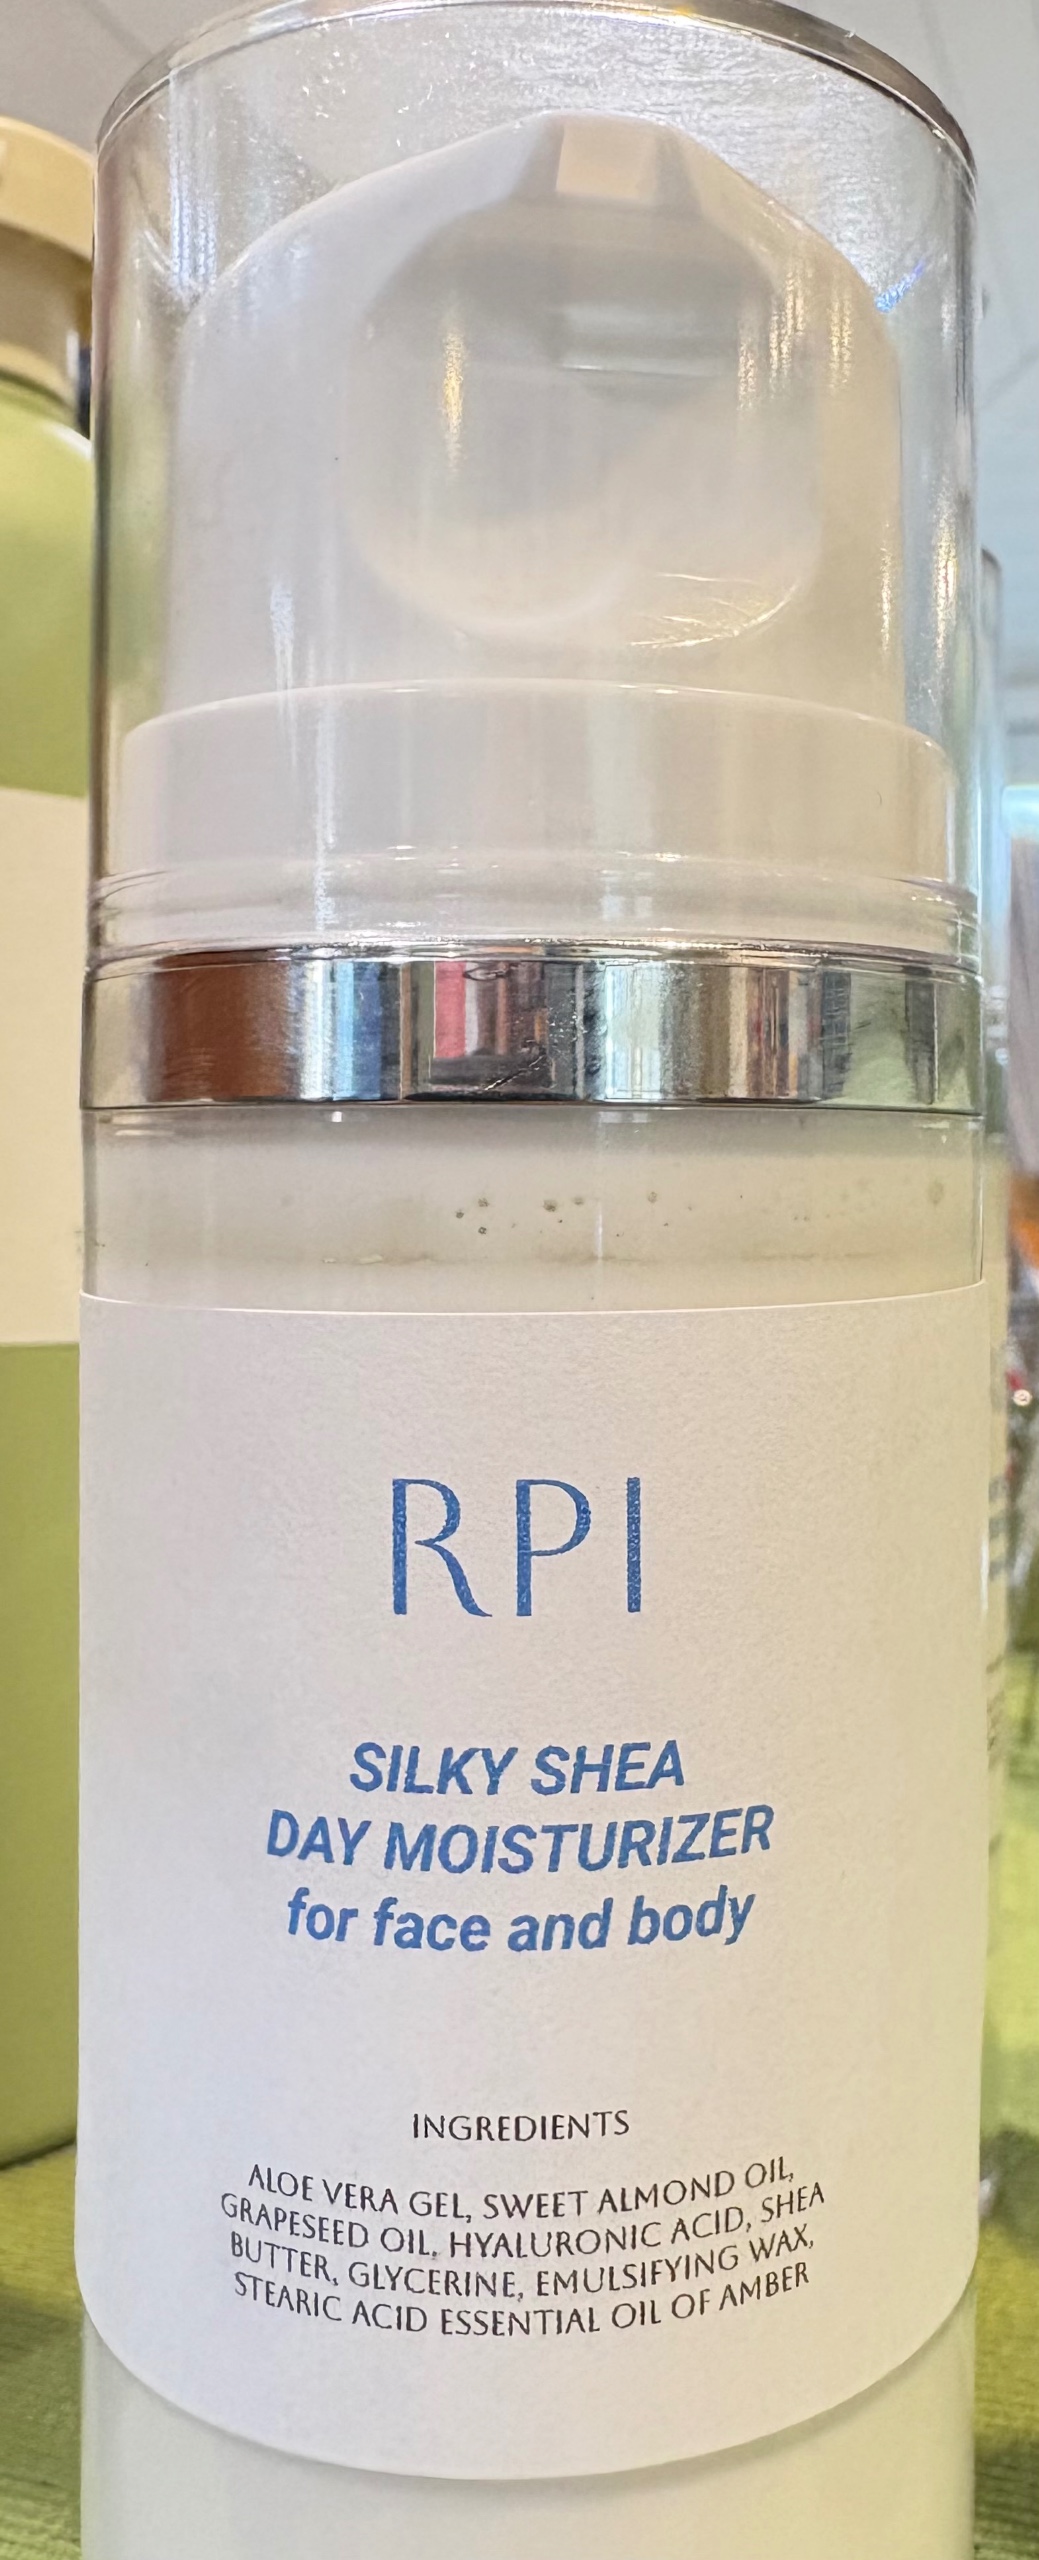 RPI
SILKY SHEA
DAY MOISTURIZER
for face and body
INGREDIENTS
ALOE VERA GEL, SWEET ALMOND OIL,
GRAPESEED OIL, HYALURONIC ACID, SHEA
BUTTER, GLYCERINE, EMULSIFYING WAX,
STEARIC ACID ESSENTIAL OIL OF AMBER